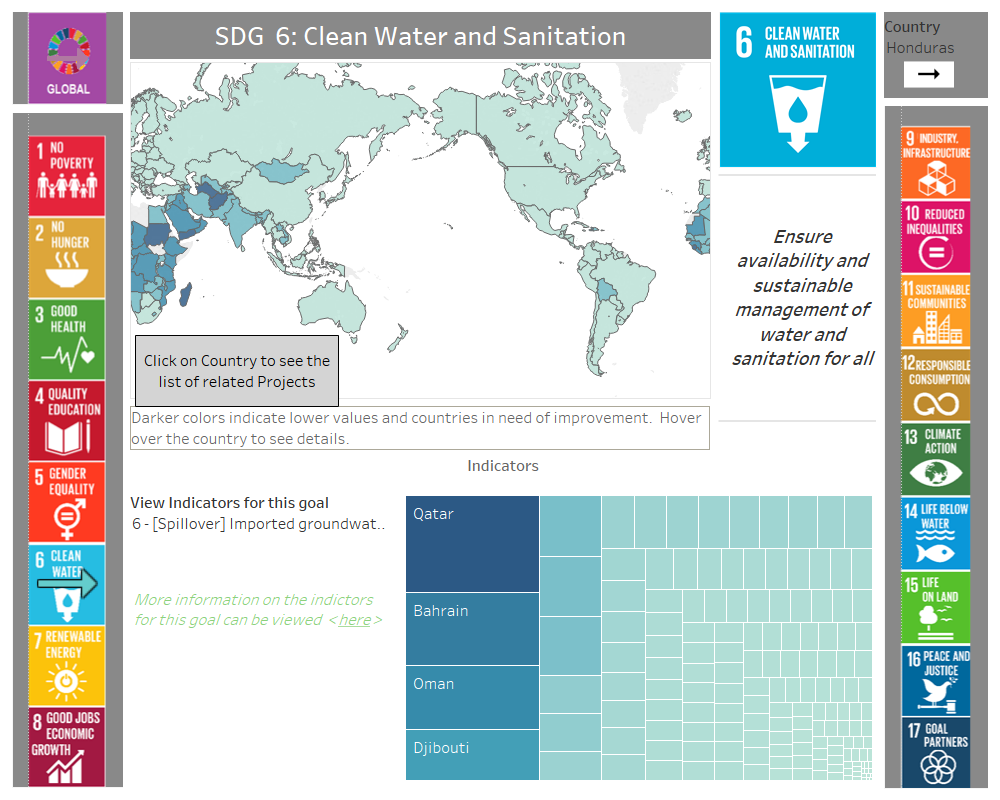 GLOBAL
SDG  6: Clean Water and Sanitation
6 CLEAN WATER
AND SANITATION
Country
Honduras
1 NO
POVERTY
2 NO
HUNGER
3 GOOD
HEALTH
4 QUALITY
EDUCATION
5 GENDER
EQUALITY
6 CLEAN
WATER
7 RENEWABLE
ENERGY
8 GOOD JOBS
ECONOMIC
GROWTH
Click on Country to see the
list of related Projects
Darker colors indicate lower values and countries in need of improvement.  Hover
over the country to see details.
Ensure
availability and
sustainable
management of
water and
sanitation for all
Indicators
View Indicators for this goal
6 - [Spillover] Imported groundwat..
More information on the indictors
for this goal can be viewed <here>
Qatar
Bahrain
Oman
Djibouti
9 INDUSTRY,
INFRASTRUCTURE
10 REDUCED
INEQUALITIES
11 SUSTAINABLE
COMMUNITIES
12 RESPONSIBLE
CONSUMPTION
13 CLIMATE
ACTION
14 LIFE BELOW
WATER
15 LIFE
ON LAND
16 PEACE AND
JUSTICE
17 GOAL
PARTNERS